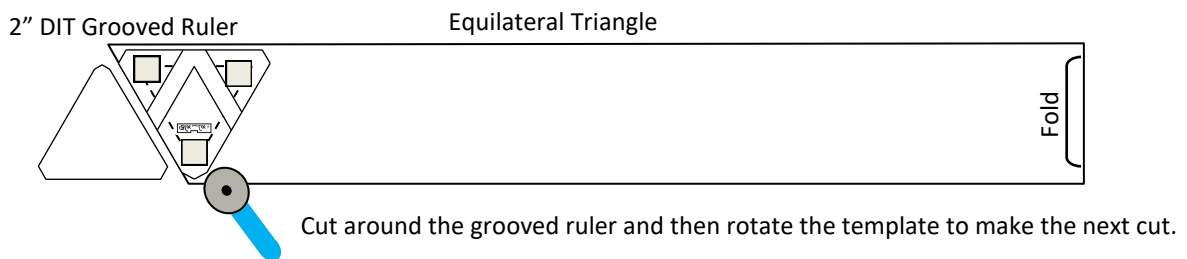 2” DIT Grooved Ruler
Equilateral Triangle
Fold
Cut around the grooved ruler and then rotate the template to make the next cut.